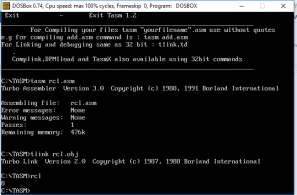 DOSBox 0.74, Cpu speed: max 100% cycles, Frameskip 0, Program: DOSBOX
Exit - Exit Tasm 1.2
For Compiling your files tasm "yourfilename".asm use without quotes
e.g for compiling add.asm command is : tasm add.asm
For Linking and debugging same as 32 bit : tlink,td
Complink,DPMIload and TasmX also available using 32bit commands
C:\TASM>tasm rcl.asm
Turbo Assembler Version 3.0 Copyright (c) 1988, 1991 Borland International
Assembling file: rcl.asm
Error messages: None
Warning messages: None
Passes: 1
Remaining memory: 476k
C:\TASM>tlink rcl.obj
Turbo Link Version 2.0 Copyright (c) 1987, 1988 Borland International
C:\TASM>rcl